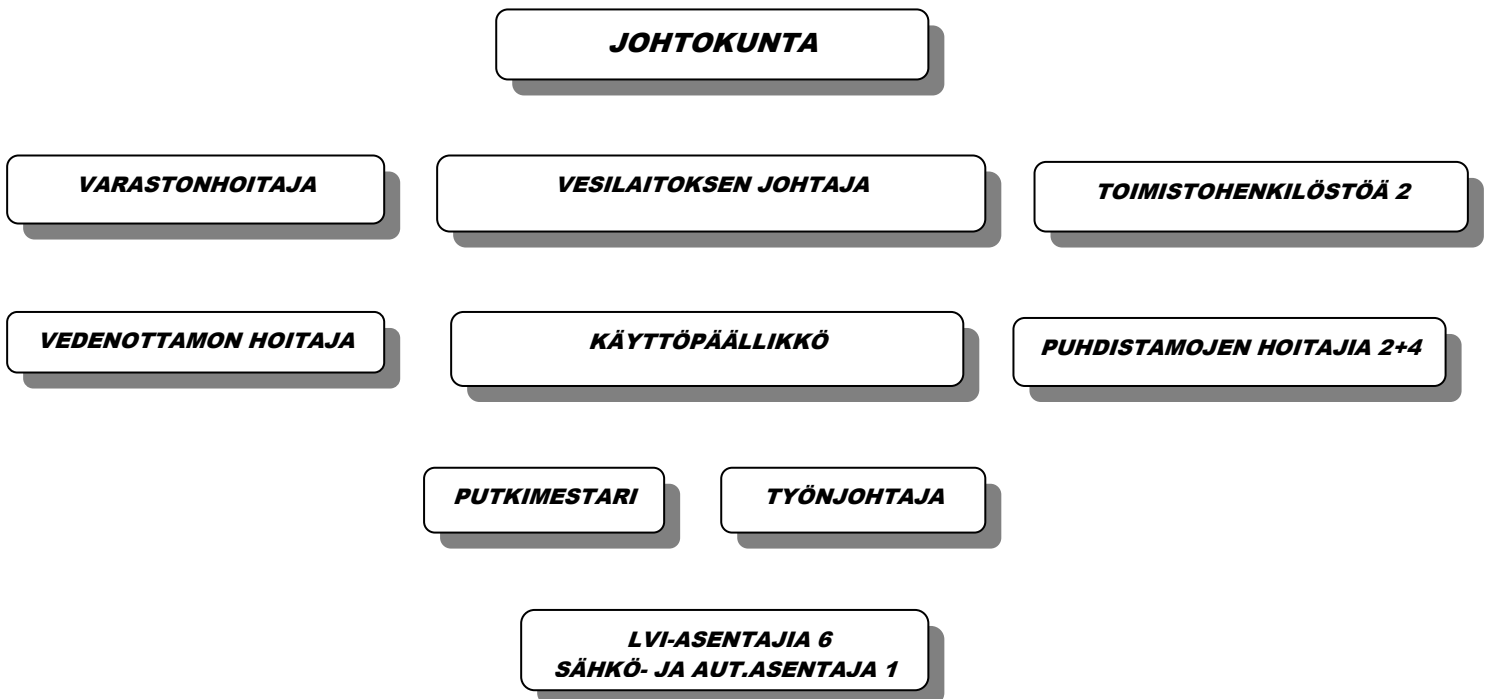 JOHTOKUNTA
VARASTONHOITAJA
VESILAITOKSEN JOHTAJA
TOIMISTOHENKILÖSTÖÄ 2
VEDENOTTAMON HOITAJA
KÄYTTÖPÄÄLLIKKÖ
PUHDISTAMOJEN HOITAJIA 2+4
PUTKIMESTARI
TYÖNJOHTAJA
LVI-ASENTAJIA 6
SÄHKÖ- JA AUT.ASENTAJA 1